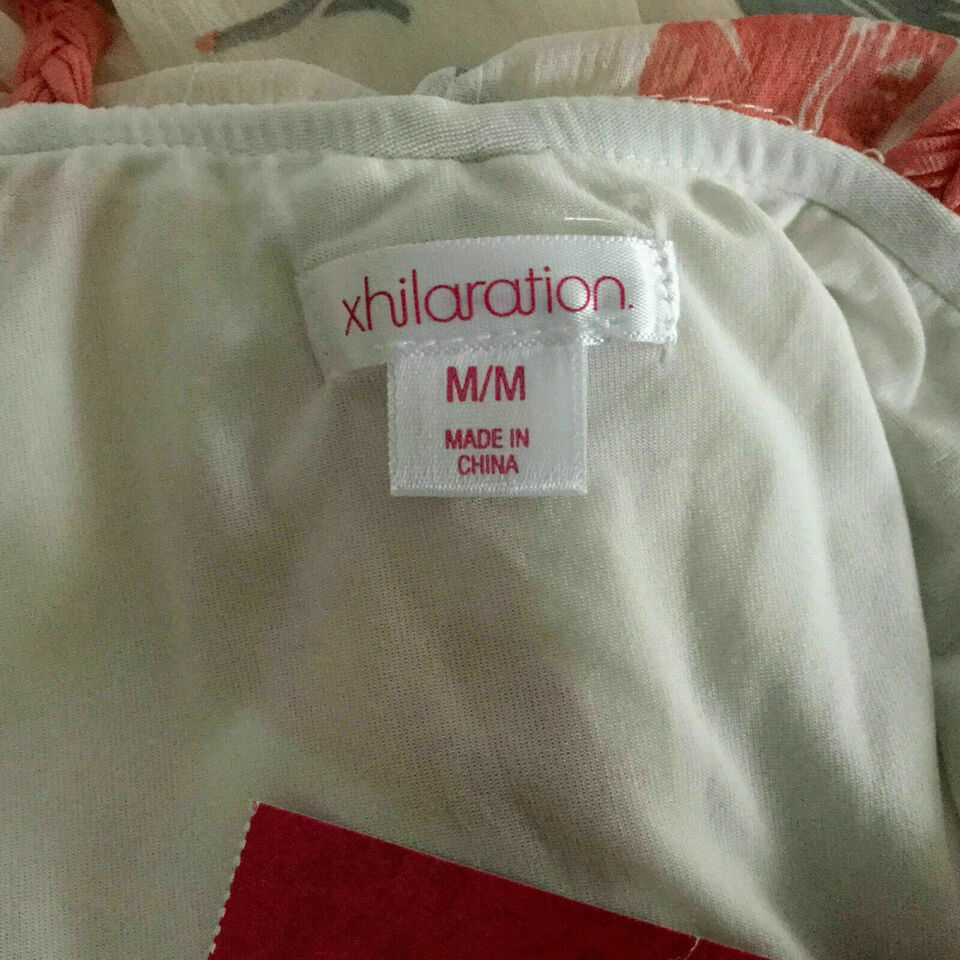 xhilaration.
M/M
MADE IN
CHINA